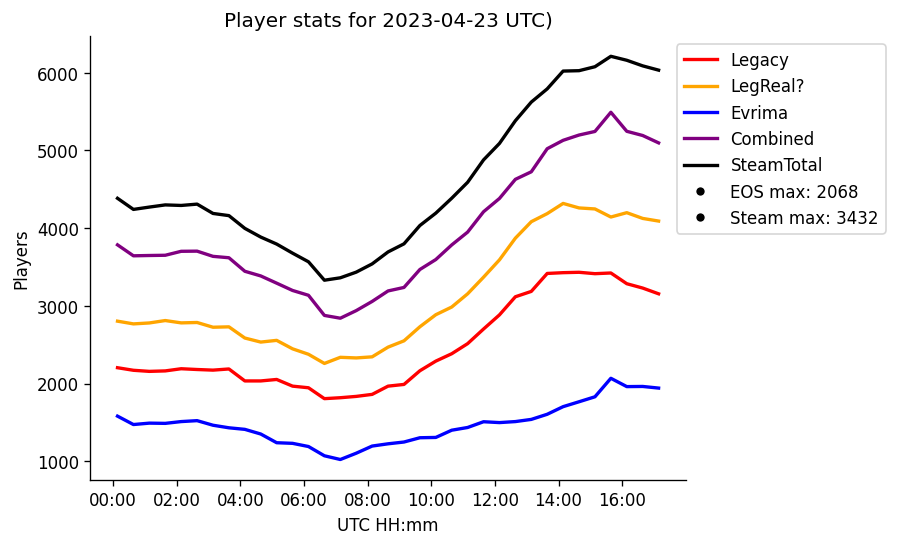 Player stats for 2023-04-23 UTC)
Players
6000
5000
4000
3000
2000
1000
00:00 02:00 04:00 06:00 08:00 10:00 12:00 14:00 16:00
UTC HH:mm
Legacy
LegReal?
Evrima
Combined
SteamTotal
EOS max: 2068
Steam max: 3432